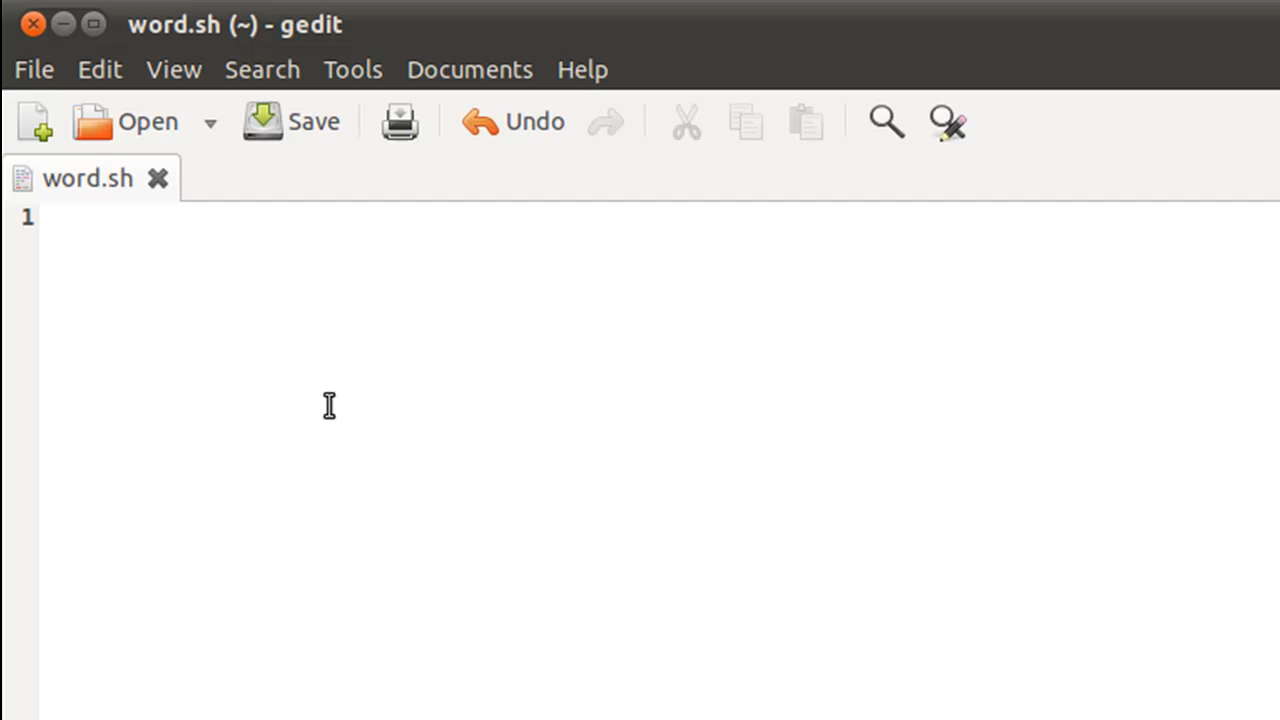 word.sh (~) - gedit
File Edit View Search Tools Documents Help
Open Save Undo
word.sh
1